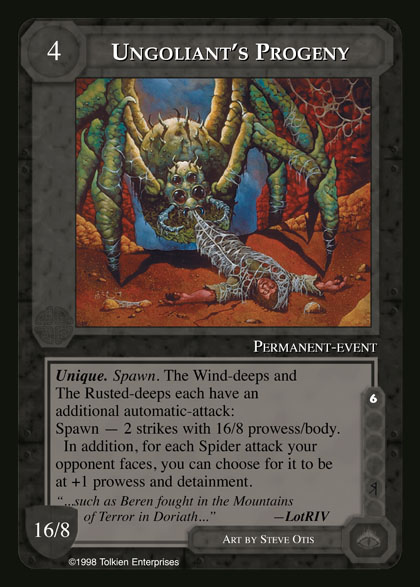 4
UNGOLIANT'S PROGENY
PERMANENT-EVENT
Unique. Spawn. The Wind-deeps and
The Rusted-deeps each have an
additional automatic-attack:
Spawn — 2 strikes with 16/8 prowess/body.
In addition, for each Spider attack your
opponent faces, you can choose for it to be
at +1 prowess and detainment.
“...such as Beren fought in the Mountains
of Terror in Doriath...” —LotRIV
6
16/8
ART BY STEVE OTIS
©1998 Tolkien Enterprises